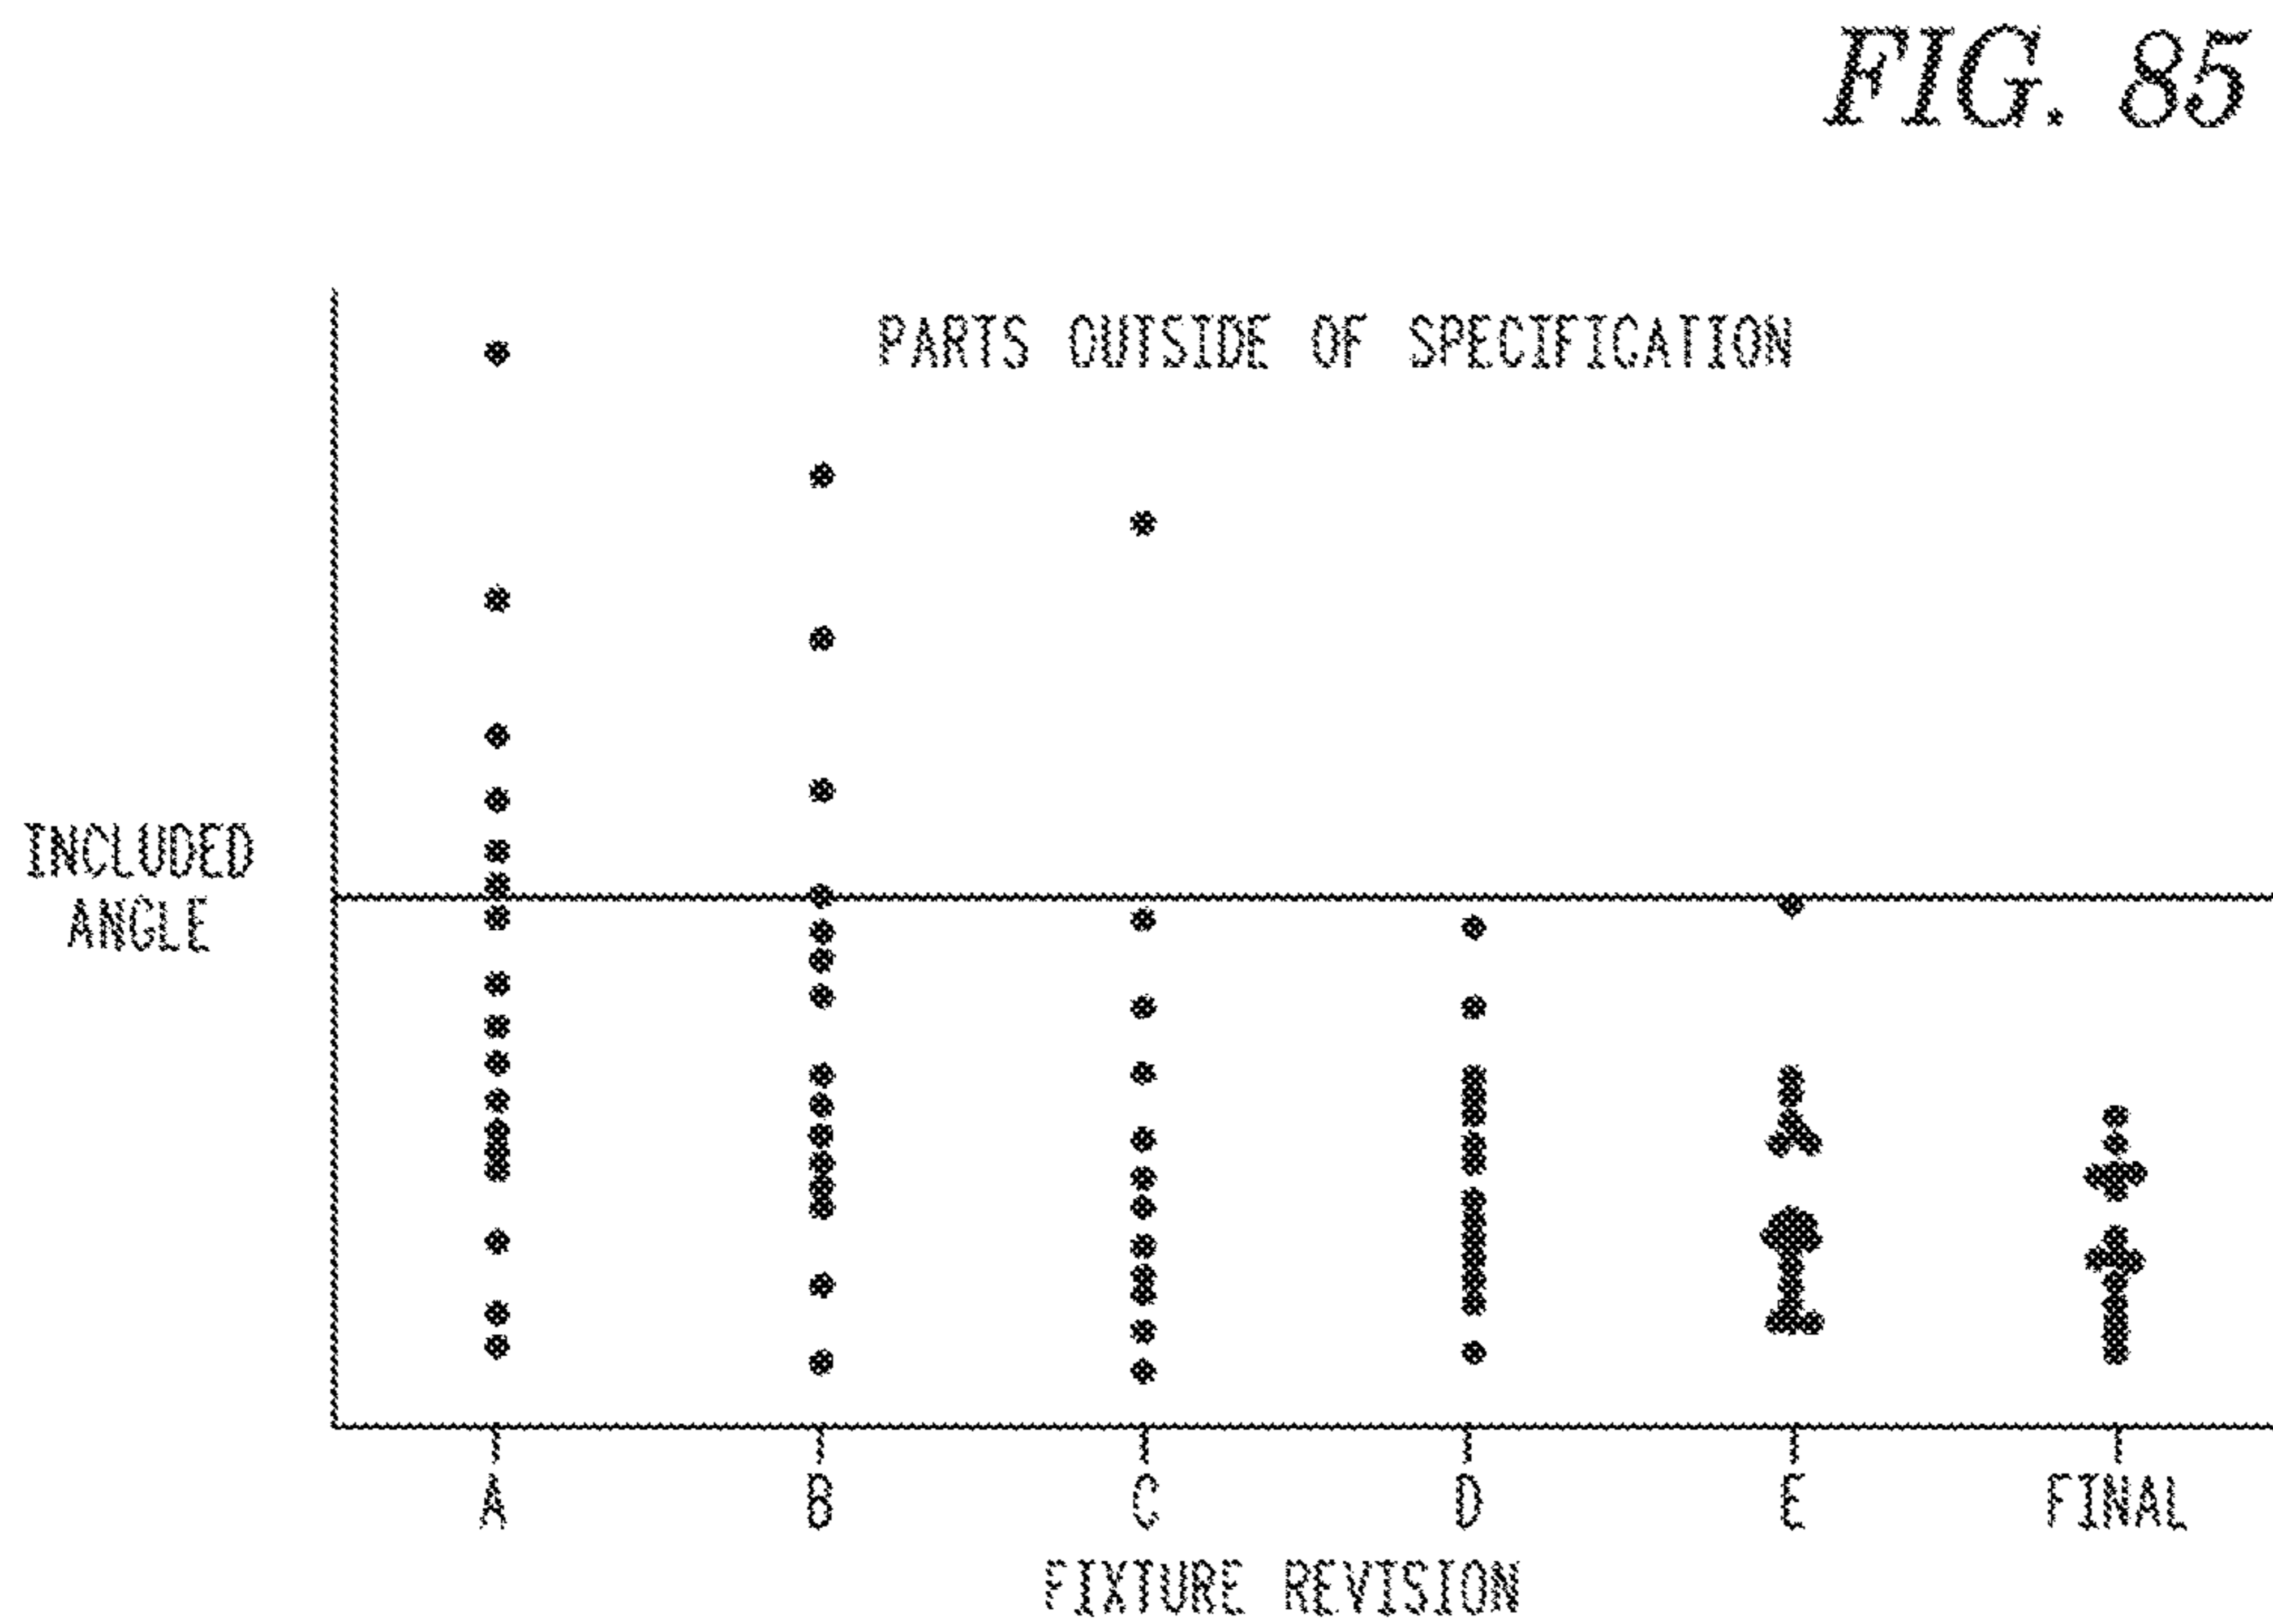 FIG. 85
PARTS OUTSIDE OF SPECIFICATION
INCLUDED
ANGLE
A B C D E FINAL
FIXTURE REVISION